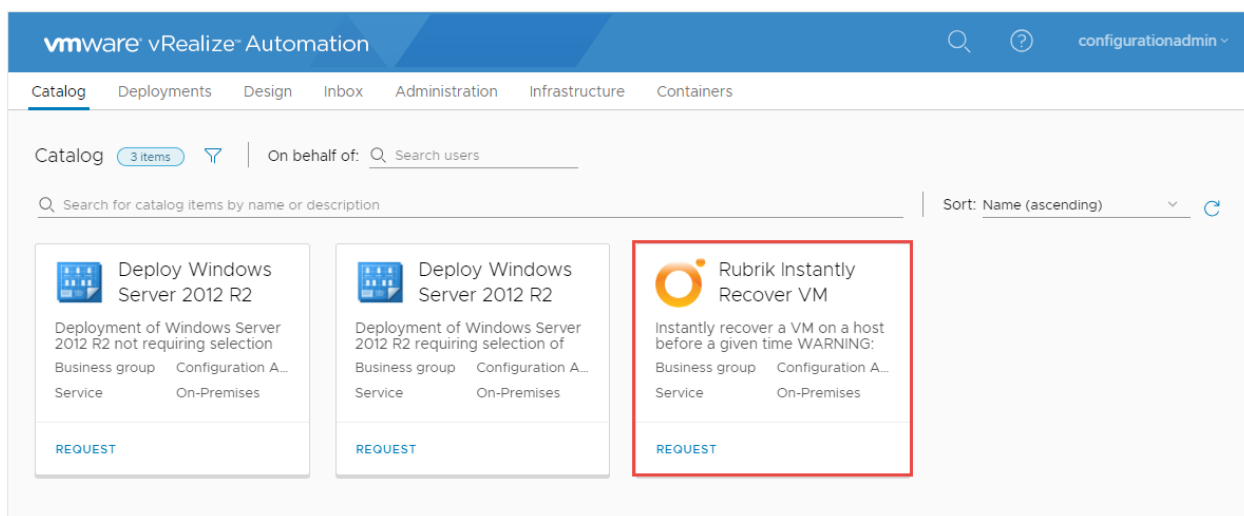 vmware® vRealize™ Automation
configurationadmin
Catalog Deployments Design Inbox Administration Infrastructure Containers
Catalog 3 items On behalf of: Search users
Search for catalog items by name or description Sort: Name (ascending)
Deploy Windows
Server 2012 R2
Deployment of Windows Server
2012 R2 not requiring selection
Business group Configuration A...
Service On-Premises
REQUEST
Deploy Windows
Server 2012 R2
Deployment of Windows Server
2012 R2 requiring selection of
Business group Configuration A...
Service On-Premises
REQUEST
Rubrik Instantly
Recover VM
Instantly recover a VM on a host
before a given time WARNING:
Business group Configuration A...
Service On-Premises
REQUEST